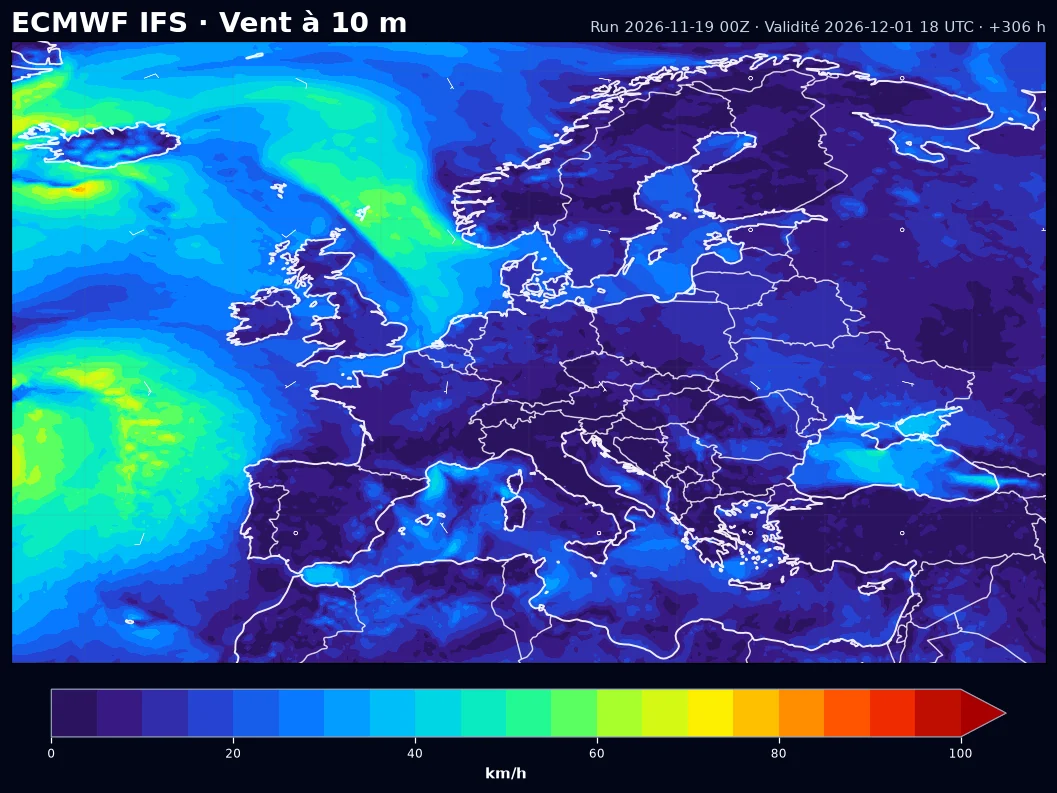 ECMWF IFS · Vent à 10 m
Run 2026-11-19 00Z · Validité 2026-12-01 18 UTC · +306 h
0 20 40 60 80 100
km/h